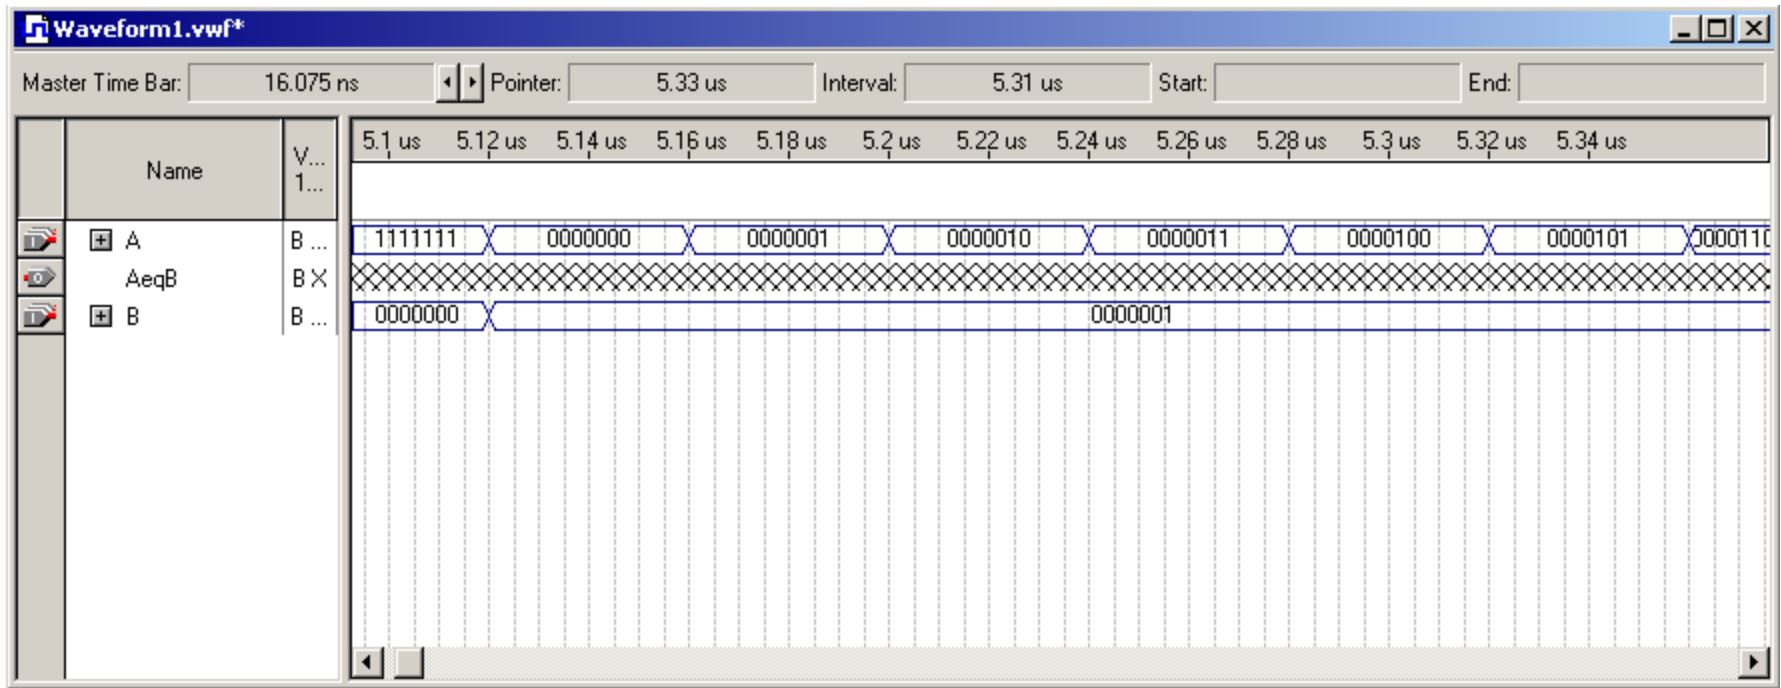 Waveform1.vwf*
Master Time Bar: 16.075 ns Pointer: 5.33 us Interval: 5.31 us Start: End:
5.1 us 5.12 us 5.14 us 5.16 us 5.18 us 5.2 us 5.22 us 5.24 us 5.26 us 5.28 us 5.3 us 5.32 us 5.34 us
Name V...
1...
A B ... 1111111 0000000 0000001 0000010 0000011 0000100 0000101 0000110
AeqB B X
B B ... 0000000 0000001